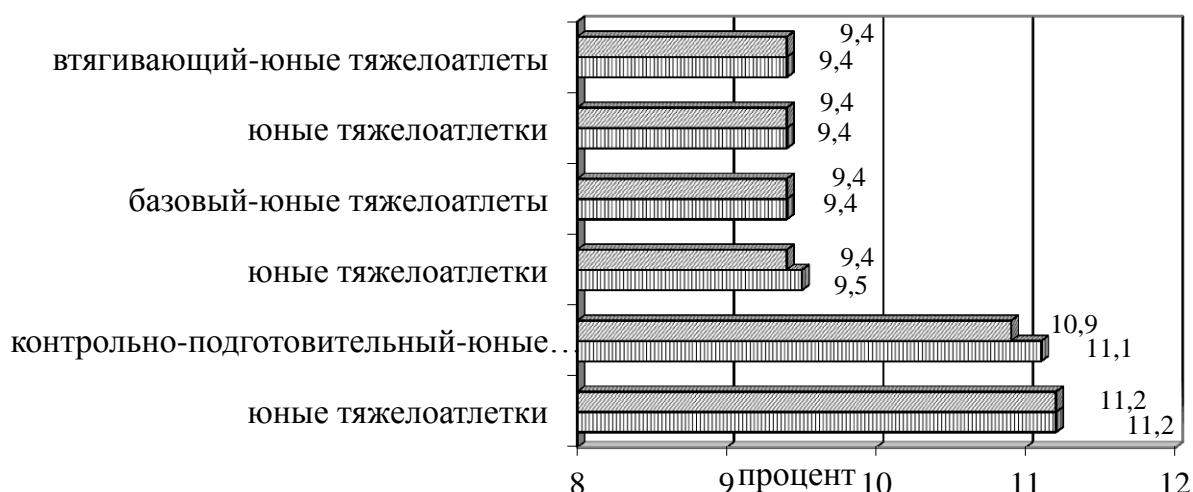 9,4
втягивающий-юные тяжелоатлеты
9,4
9,4
юные тяжелоатлетки
9,4
9,4
базовый-юные тяжелоатлеты
9,4
9,4
юные тяжелоатлетки
9,5
10,9
контрольно-подготовительный-юные…
11,1
11,2
юные тяжелоатлетки
11,2
8 9 10 11 12
процент